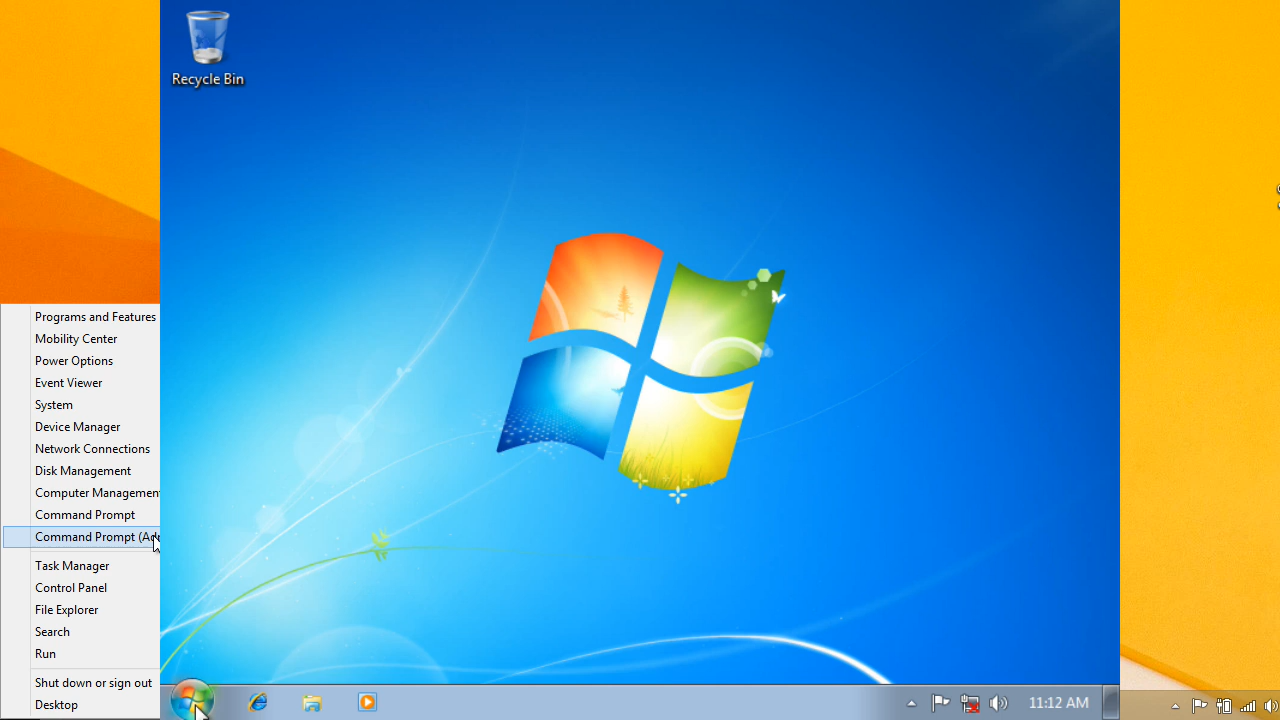 Recycle Bin
Programs and Features
Mobility Center
Power Options
Event Viewer
System
Device Manager
Network Connections
Disk Management
Computer Management
Command Prompt
Command Prompt (Ad
Task Manager
Control Panel
File Explorer
Search
Run
Shut down or sign out
Desktop
11:12 AM